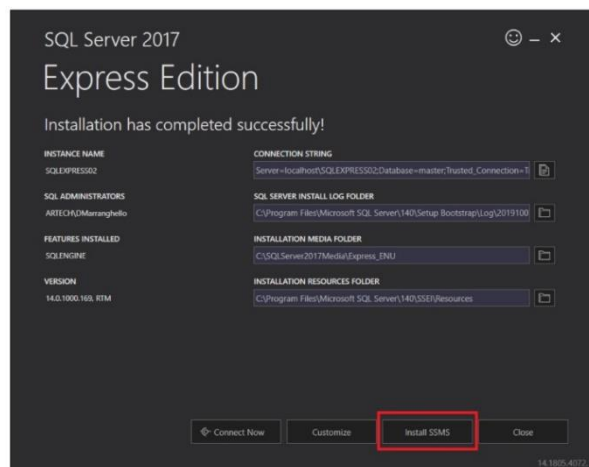 SQL Server 2017
Express Edition
Installation has completed successfully!
INSTANCE NAME
SQLEXPRESS02
CONNECTION STRING
Server=localhost\SQLEXPRESS02;Database=master;Trusted_Connection=T
SQL ADMINISTRATORS
ARTECH\DMarranghello
SQL SERVER INSTALL LOG FOLDER
C:\Program Files\Microsoft SQL Server\140\Setup Bootstrap\Log\2019100
FEATURES INSTALLED
SQLENGINE
INSTALLATION MEDIA FOLDER
C:\SQLServer2017Media\Express_ENU
VERSION
14.0.1000.169, RTM
INSTALLATION RESOURCES FOLDER
C:\Program Files\Microsoft SQL Server\140\SSEI\Resources
Connect Now
Customize
Install SSMS
Close
14.1805.4072.